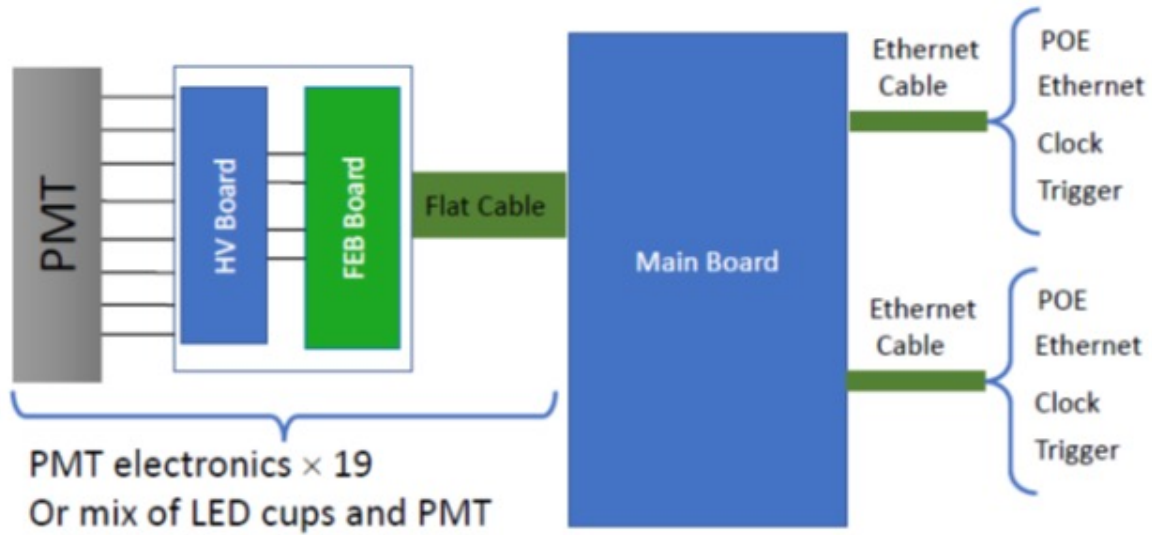 PMT
HV Board
FEB Board
Flat Cable
Main Board
Ethernet
Cable
POE
Ethernet
Clock
Trigger
Ethernet
Cable
POE
Ethernet
Clock
Trigger
PMT electronics × 19
Or mix of LED cups and PMT